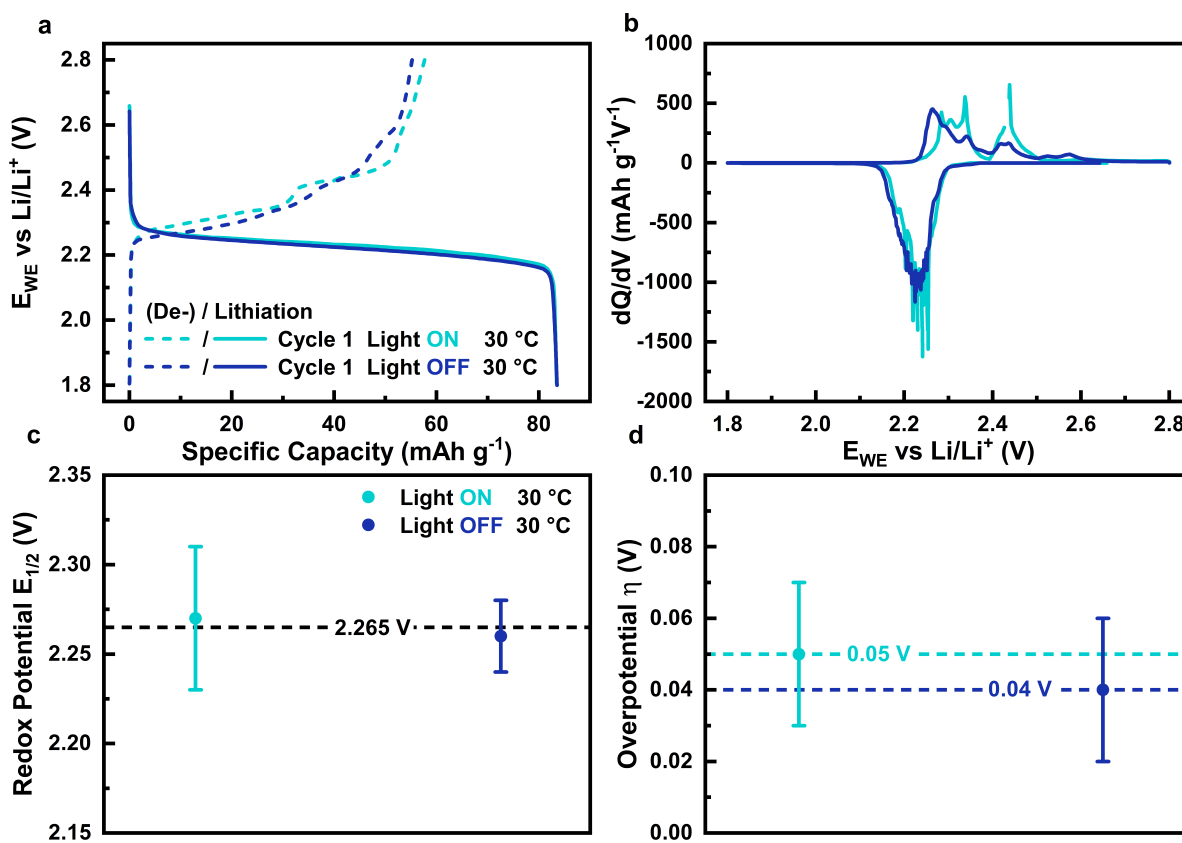 a
2.8
2.6
2.4
2.2
2.0
1.8
E_WE vs Li/Li⁺ (V)
(De-) / Lithiation
/ Cycle 1 Light ON 30 °C
/ Cycle 1 Light OFF 30 °C
0 20 40 60 80
Specific Capacity (mAh g⁻¹)
b
1000
500
0
-500
-1000
-1500
-2000
dQ/dV (mAh g⁻¹V⁻¹)
1.8 2.0 2.2 2.4 2.6 2.8
E_WE vs Li/Li⁺ (V)
c
2.35
2.30
2.25
2.20
2.15
Redox Potential E_1/2 (V)
Light ON 30 °C
Light OFF 30 °C
2.265 V
d
0.10
0.08
0.06
0.04
0.02
0.00
Overpotential η (V)
0.05 V
0.04 V